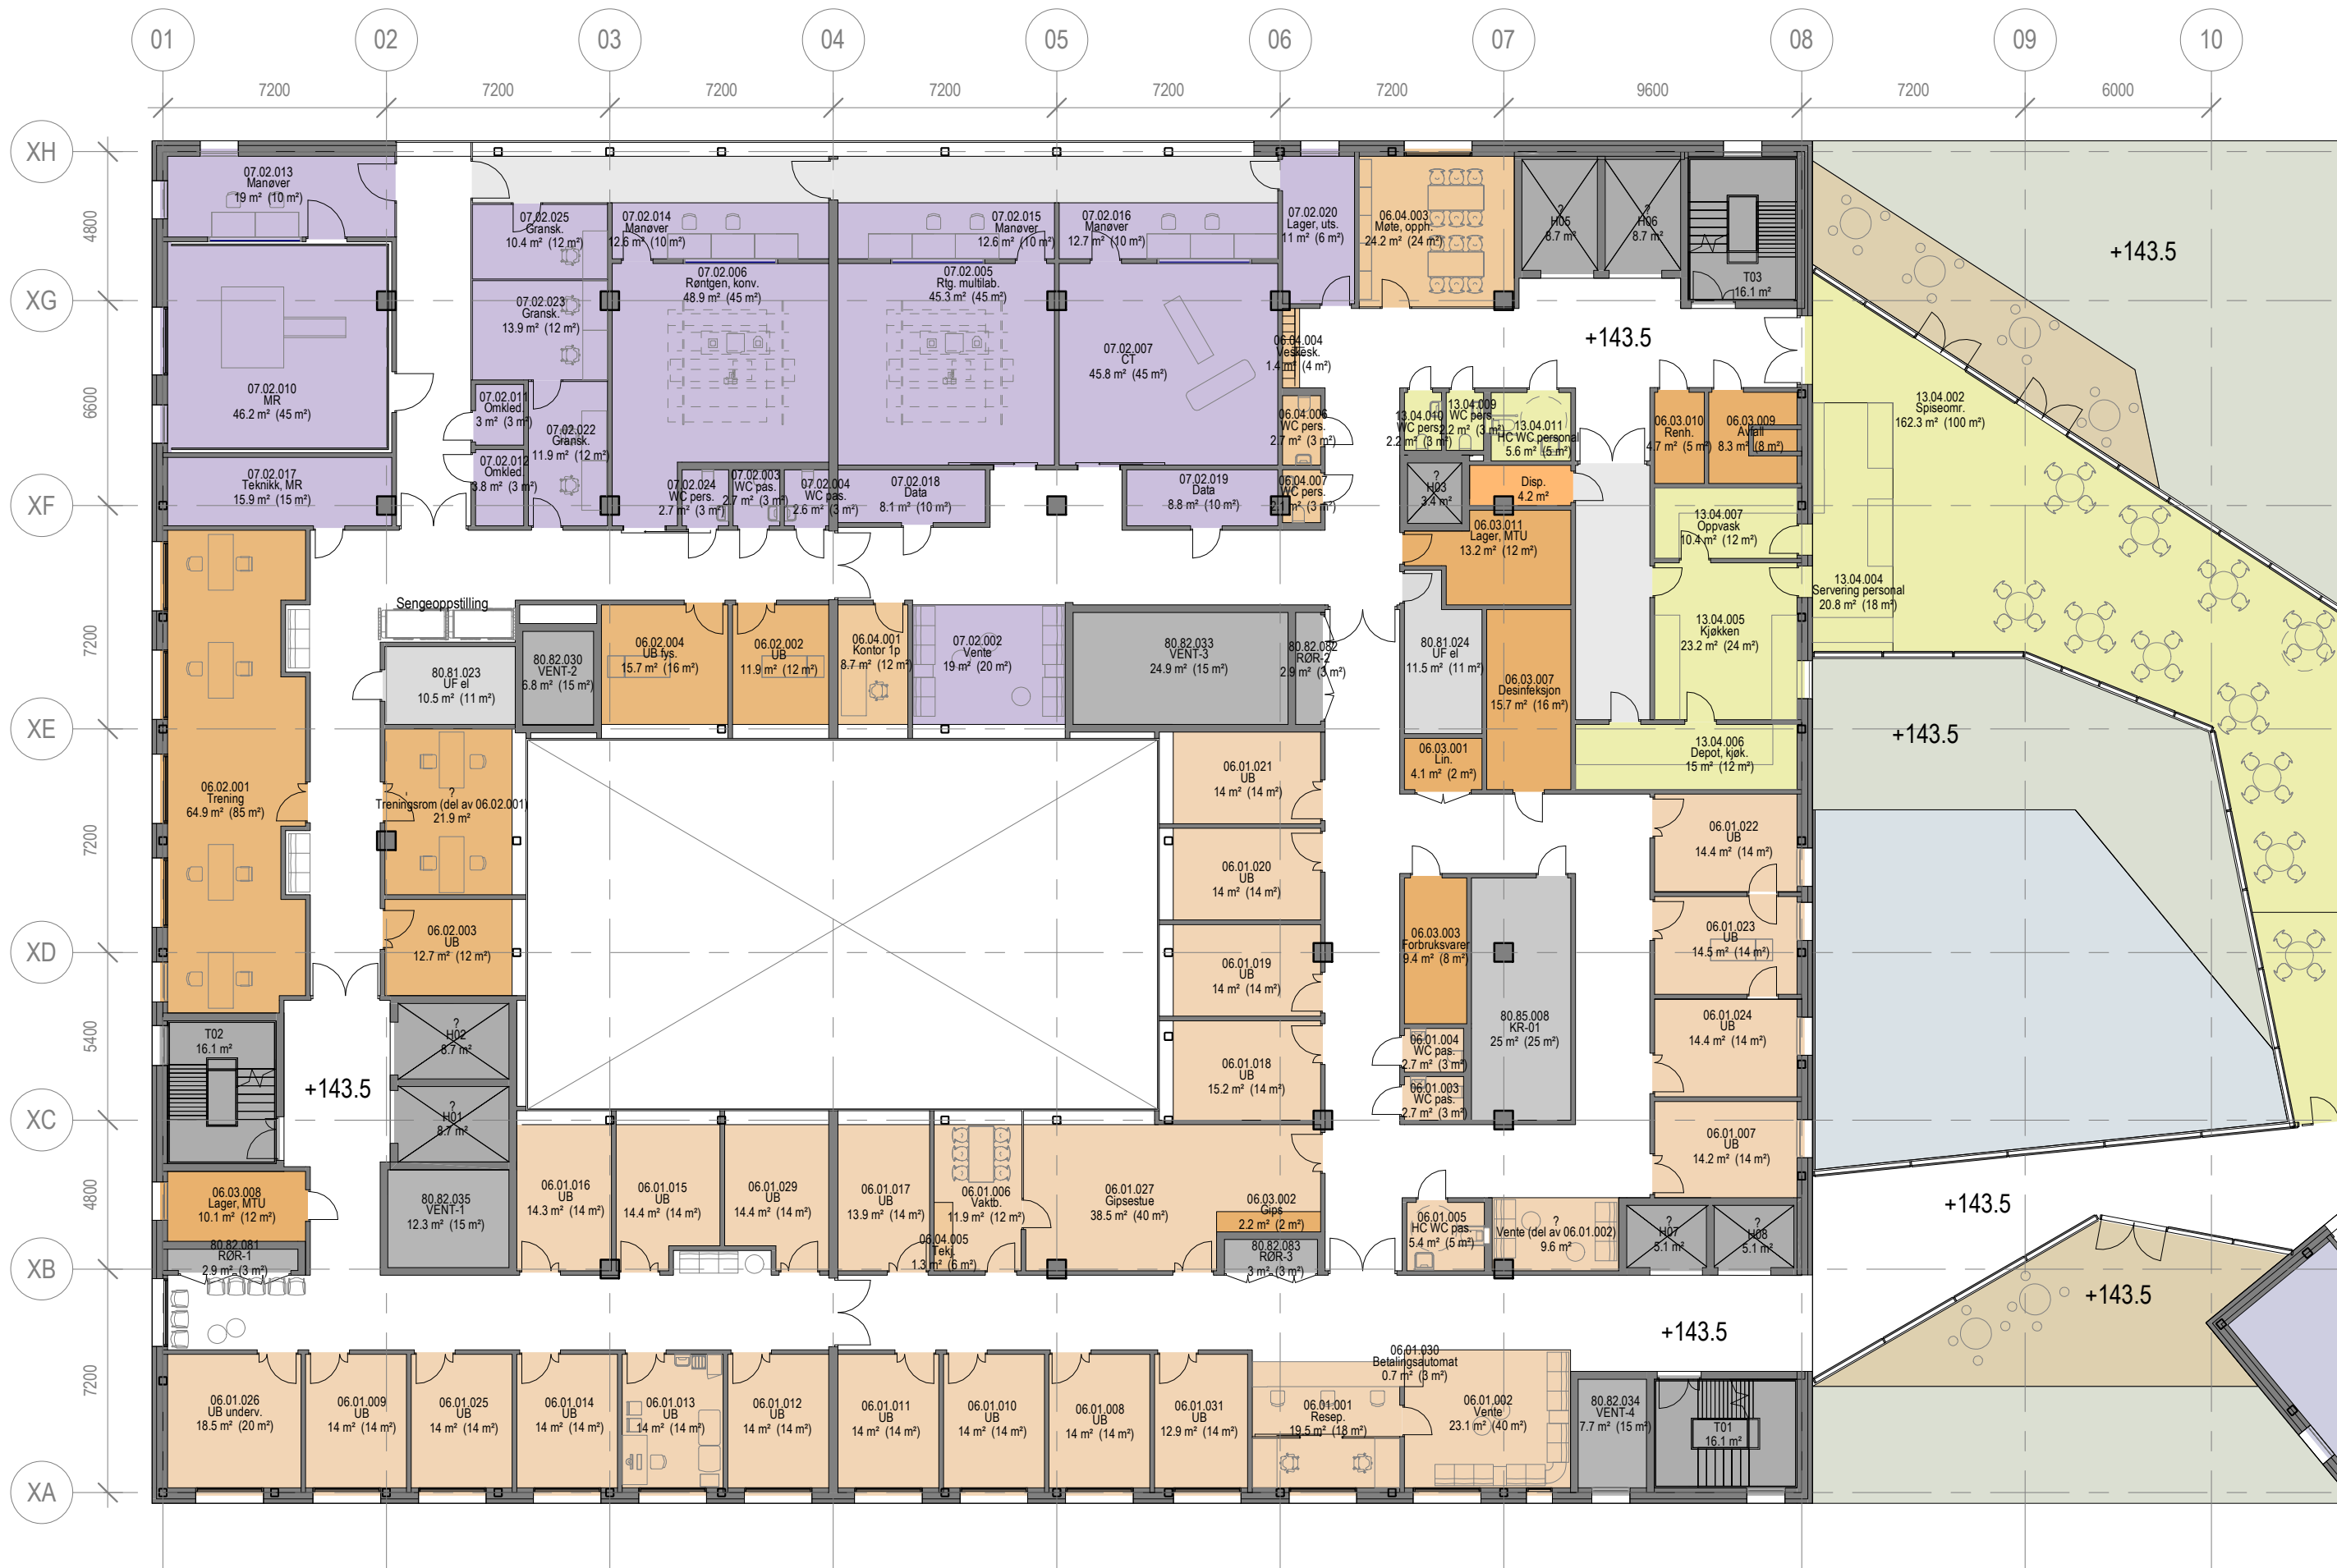 01
02
03
04
05
06
07
08
09
10
7200
7200
7200
7200
7200
7200
9600
7200
6000
XH
XG
XF
XE
XD
XC
XB
XA
4800
6600
7200
7200
5400
4800
7200
07.02.013
Manøver
19 m² (10 m²)
07.02.025
Gransk.
10.4 m² (12 m²)
07.02.014
Manøver
12.6 m² (10 m²)
07.02.015
Manøver
12.6 m² (10 m²)
07.02.016
Manøver
12.7 m² (10 m²)
07.02.020
Lager, uts.
11 m² (6 m²)
06.04.003
Møte, opph.
24.2 m² (24 m²)
?
H05
8.7 m²
?
H06
8.7 m²
T03
16.1 m²
+143.5
07.02.010
MR
46.2 m² (45 m²)
07.02.023
Gransk.
13.9 m² (12 m²)
07.02.006
Røntgen, konv.
48.9 m² (45 m²)
07.02.005
Rtg. multilab.
45.3 m² (45 m²)
07.02.007
CT
45.8 m² (45 m²)
06.04.004
Veskesk.
1.4 m² (4 m²)
+143.5
07.02.011
Omkled.
3 m² (3 m²)
07.02.022
Gransk.
11.9 m² (12 m²)
07.02.012
Omkled.
3.8 m² (3 m²)
06.04.006
WC pers.
2.7 m² (3 m²)
13.04.010
WC pers.
2.2 m² (3 m²)
13.04.009
WC pers.
2.2 m² (3 m²)
13.04.011
HC WC personal
5.6 m² (5 m²)
06.03.010
Renh.
4.7 m² (5 m²)
06.03.009
Avfall
8.3 m² (8 m²)
13.04.002
Spiseomr.
162.3 m² (100 m²)
07.02.017
Teknikk, MR
15.9 m² (15 m²)
07.02.024
WC pers.
2.7 m² (3 m²)
07.02.003
WC pas.
2.7 m² (3 m²)
07.02.004
WC pas.
2.6 m² (3 m²)
07.02.018
Data
8.1 m² (10 m²)
07.02.019
Data
8.8 m² (10 m²)
06.04.007
WC pers.
2.1 m² (3 m²)
?
H03
3.4 m²
Disp.
4.2 m²
06.03.011
Lager, MTU
13.2 m² (12 m²)
13.04.007
Oppvask
10.4 m² (12 m²)
13.04.004
Servering personal
20.8 m² (18 m²)
Sengeoppstilling
80.81.023
UF el
10.5 m² (11 m²)
80.82.030
VENT-2
6.8 m² (15 m²)
06.02.004
UB fys.
15.7 m² (16 m²)
06.02.002
UB
11.9 m² (12 m²)
06.04.001
Kontor 1p
8.7 m² (12 m²)
07.02.002
Vente
19 m² (20 m²)
80.82.033
VENT-3
24.9 m² (15 m²)
80.82.082
RØR-2
2.9 m² (3 m²)
80.81.024
UF el
11.5 m² (11 m²)
06.03.007
Desinfeksjon
15.7 m² (16 m²)
13.04.005
Kjøkken
23.2 m² (24 m²)
+143.5
06.03.001
Lin.
4.1 m² (2 m²)
13.04.006
Depot, kjøk.
15 m² (12 m²)
06.02.001
Trening
64.9 m² (85 m²)
?
Treningsrom (del av 06.02.001)
21.9 m²
06.01.021
UB
14 m² (14 m²)
06.01.020
UB
14 m² (14 m²)
06.01.022
UB
14.4 m² (14 m²)
06.02.003
UB
12.7 m² (12 m²)
06.01.019
UB
14 m² (14 m²)
06.03.003
Forbruksvarer
9.4 m² (8 m²)
06.01.023
UB
14.5 m² (14 m²)
T02
16.1 m²
?
H02
8.7 m²
06.01.018
UB
15.2 m² (14 m²)
06.01.004
WC pas.
2.7 m² (3 m²)
80.85.008
KR-01
25 m² (25 m²)
06.01.024
UB
14.4 m² (14 m²)
+143.5
?
H01
8.7 m²
06.01.003
WC pas.
2.7 m² (3 m²)
06.01.007
UB
14.2 m² (14 m²)
06.03.008
Lager, MTU
10.1 m² (12 m²)
80.82.035
VENT-1
12.3 m² (15 m²)
06.01.016
UB
14.3 m² (14 m²)
06.01.015
UB
14.4 m² (14 m²)
06.01.029
UB
14.4 m² (14 m²)
06.01.017
UB
13.9 m² (14 m²)
06.01.006
Vaktb.
11.9 m² (12 m²)
06.04.005
Tekj.
1.3 m² (6 m²)
06.01.027
Gipsestue
38.5 m² (40 m²)
06.03.002
Gips
2.2 m² (2 m²)
80.82.083
RØR-3
3 m² (3 m²)
06.01.005
HC WC pas.
5.4 m² (5 m²)
?
Vente (del av 06.01.002)
9.6 m²
?
H07
5.1 m²
?
H08
5.1 m²
+143.5
80.82.081
RØR-1
2.9 m² (3 m²)
+143.5
+143.5
06.01.026
UB underv.
18.5 m² (20 m²)
06.01.009
UB
14 m² (14 m²)
06.01.025
UB
14 m² (14 m²)
06.01.014
UB
14 m² (14 m²)
06.01.013
UB
14 m² (14 m²)
06.01.012
UB
14 m² (14 m²)
06.01.011
UB
14 m² (14 m²)
06.01.010
UB
14 m² (14 m²)
06.01.008
UB
14 m² (14 m²)
06.01.031
UB
12.9 m² (14 m²)
06.01.001
Resep.
19.5 m² (18 m²)
06.01.030
Betalingsautomat
0.7 m² (3 m²)
06.01.002
Vente
23.1 m² (40 m²)
80.82.034
VENT-4
7.7 m² (15 m²)
T01
16.1 m²